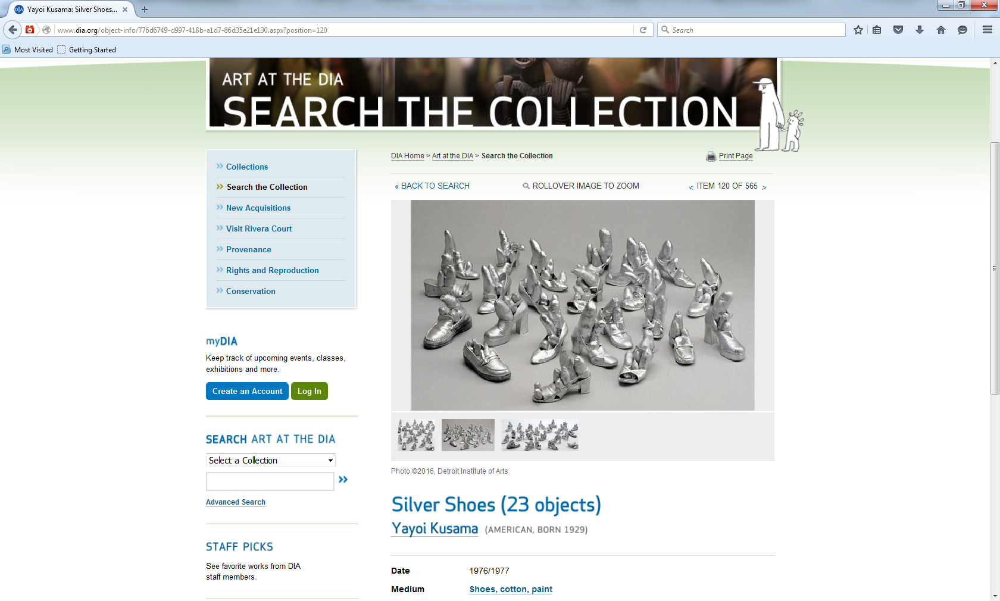 Yayoi Kusama: Silver Shoes...
www.dia.org/object-info/776d6749-d997-418b-a1d7-86d35e21e130.aspx?position=120
Search
Most Visited
Getting Started
ART AT THE DIA
SEARCH THE COLLECTION
Collections
Search the Collection
New Acquisitions
Visit Rivera Court
Provenance
Rights and Reproduction
Conservation
myDIA
Keep track of upcoming events, classes,
exhibitions and more.
Create an Account Log In
SEARCH ART AT THE DIA
Select a Collection
Advanced Search
STAFF PICKS
See favorite works from DIA
staff members.
DIA Home > Art at the DIA > Search the Collection
Print Page
« BACK TO SEARCH
ROLLOVER IMAGE TO ZOOM
< ITEM 120 OF 565 >
Photo ©2016, Detroit Institute of Arts
Silver Shoes (23 objects)
Yayoi Kusama (AMERICAN, BORN 1929)
Date 1976/1977
Medium Shoes, cotton, paint